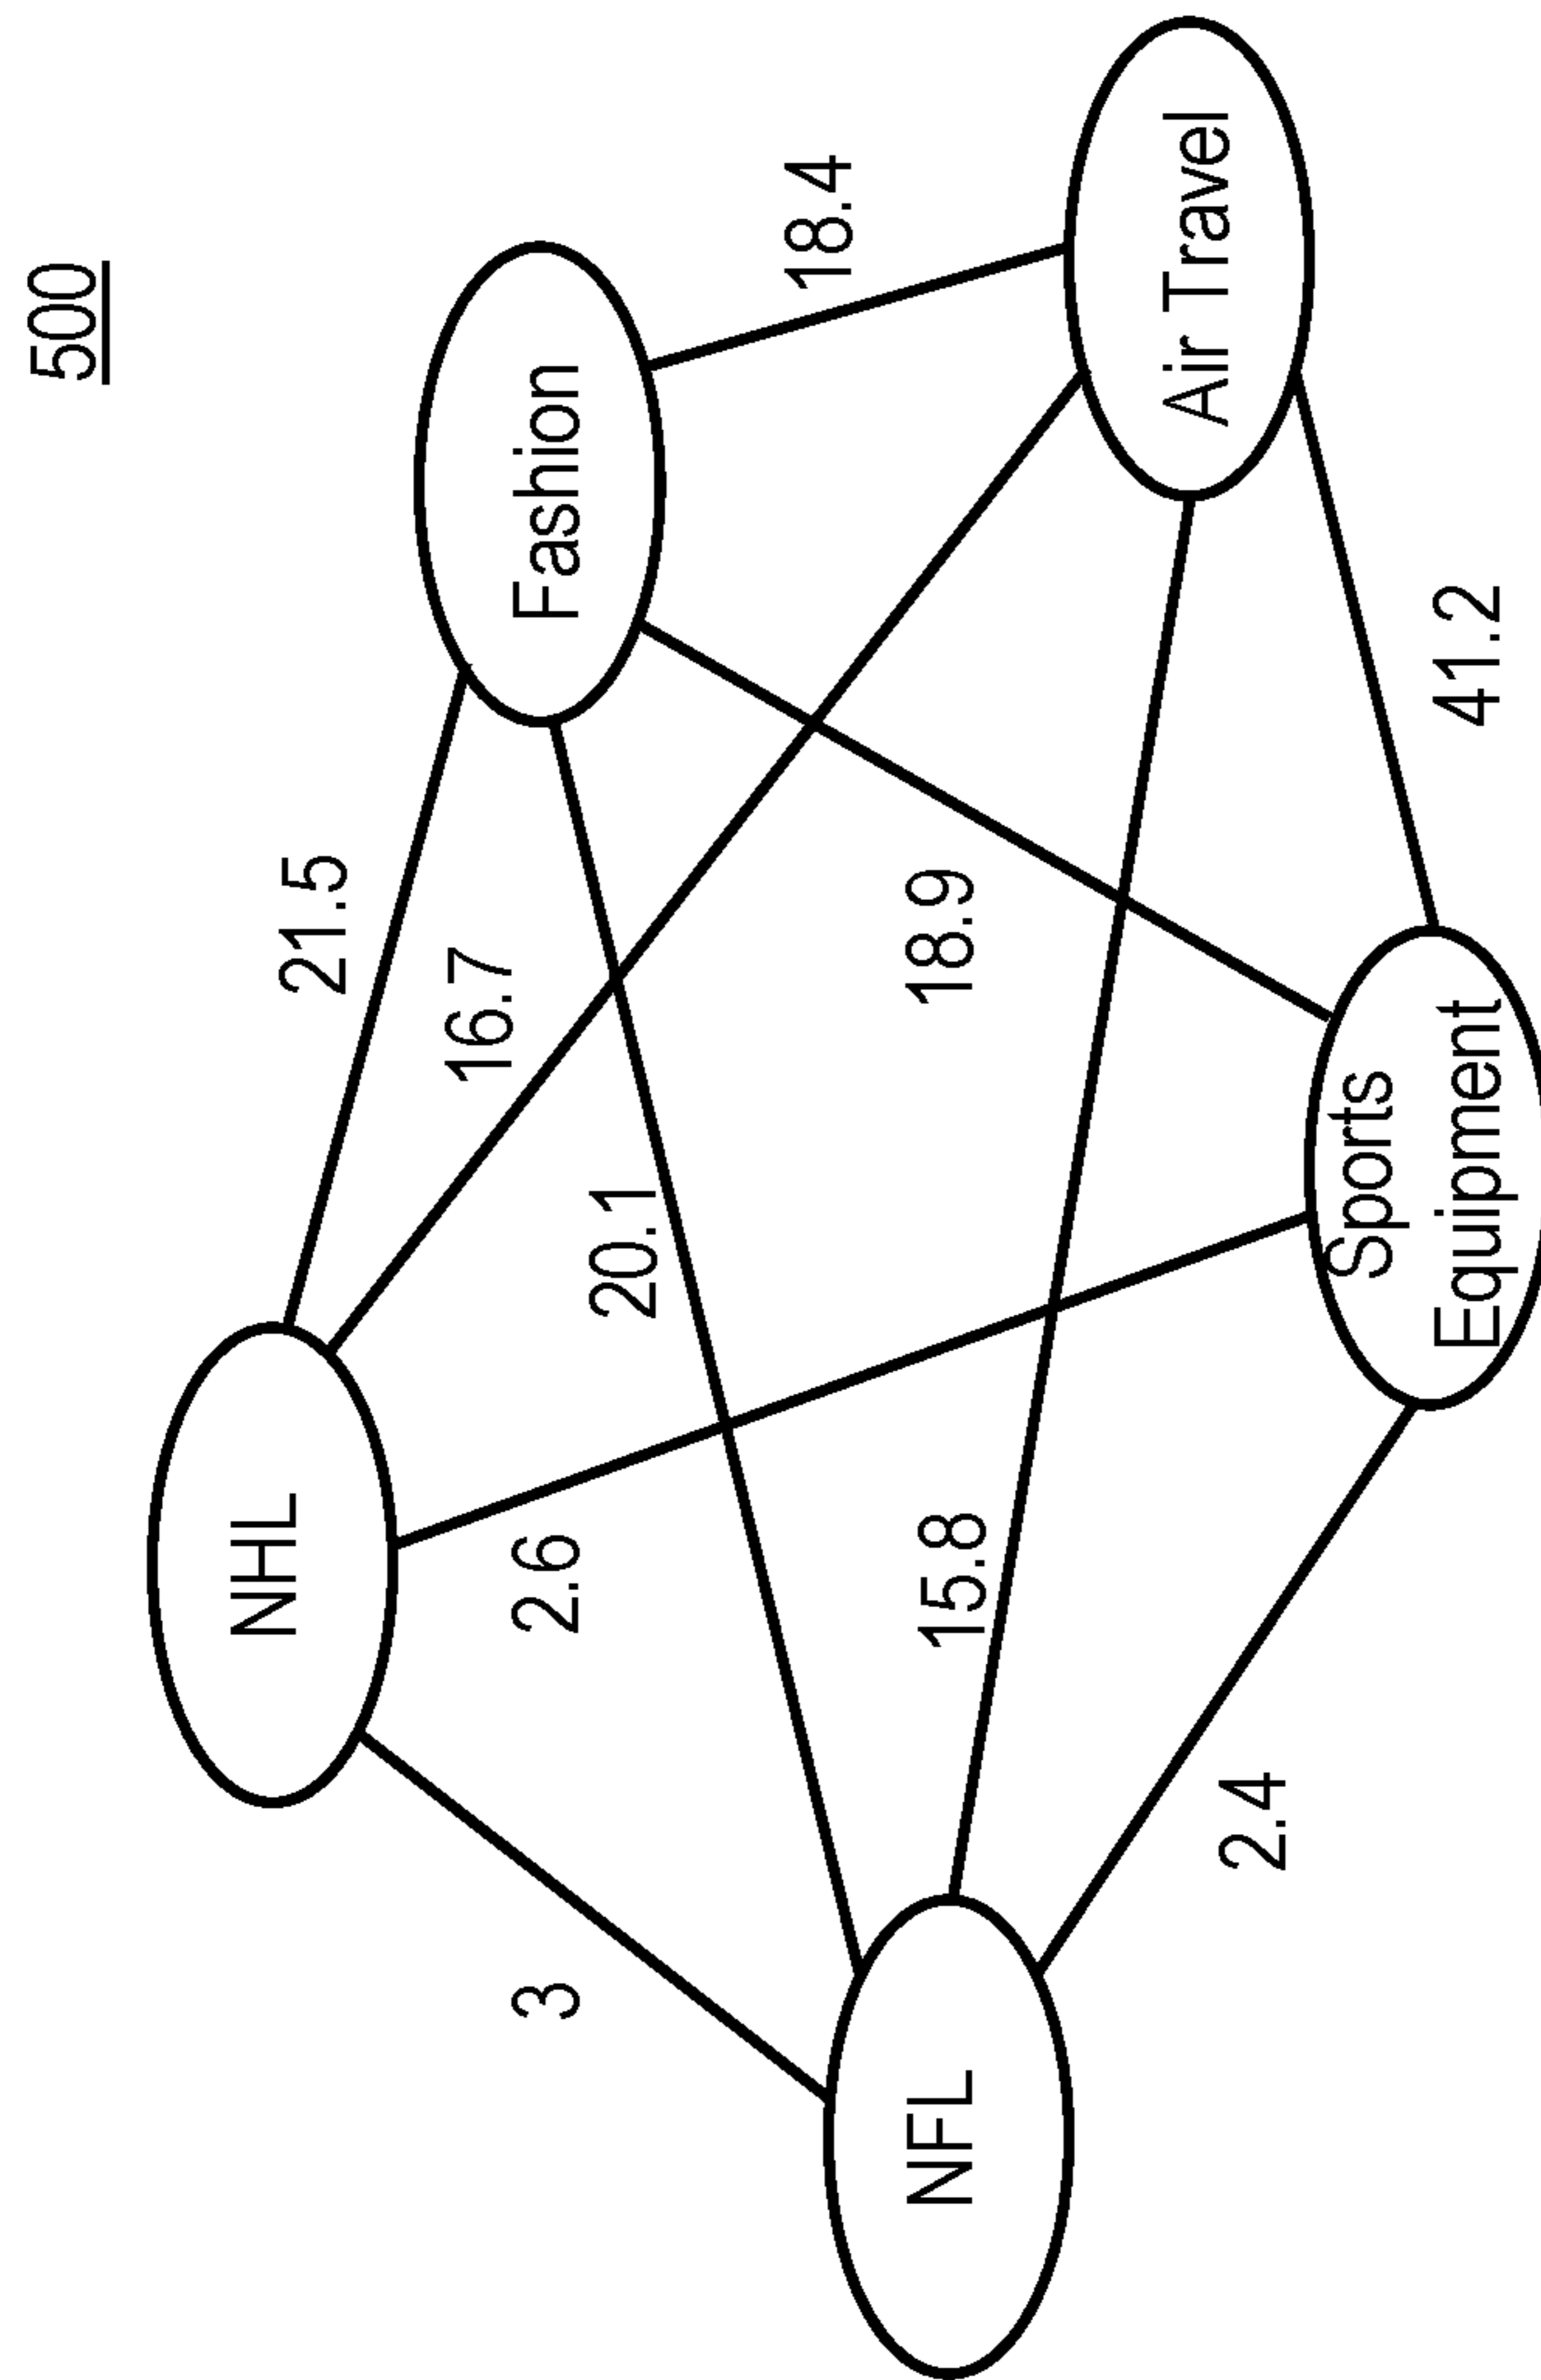 500
NHL
21.5
Fashion
16.7
3
2.6
20.1
18.4
NFL
15.8
18.9
Air Travel
2.4
Sports
Equipment
41.2